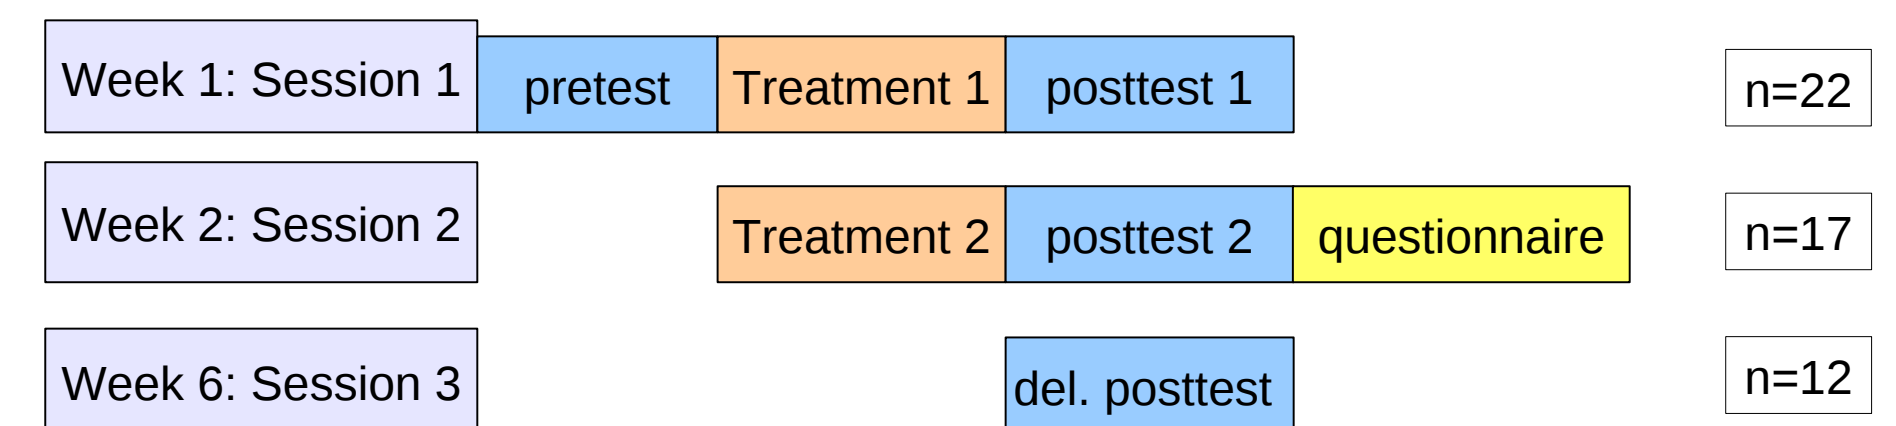 Week 1: Session 1 pretest Treatment 1 posttest 1 n=22
Week 2: Session 2 Treatment 2 posttest 2 questionnaire n=17
Week 6: Session 3 del. posttest n=12